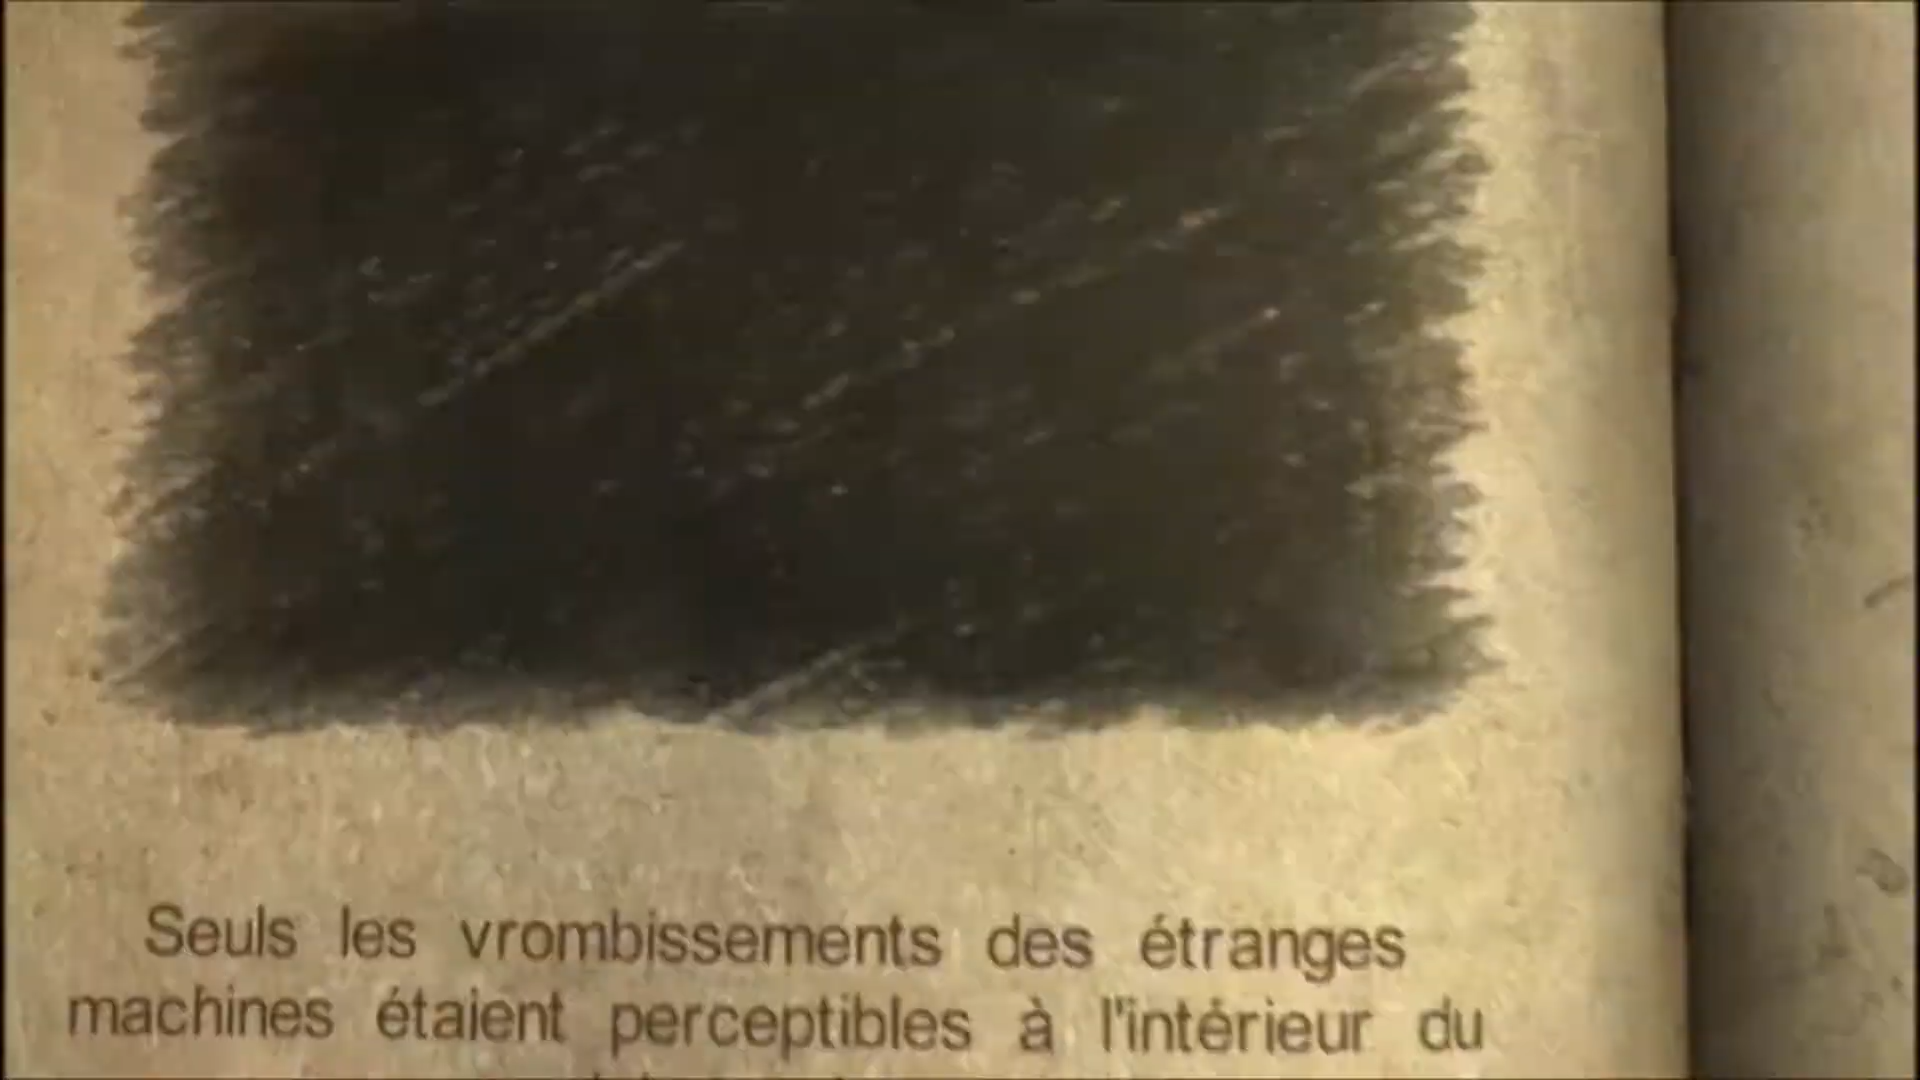 Seuls les vrombissements des étranges
machines étaient perceptibles à l'intérieur du